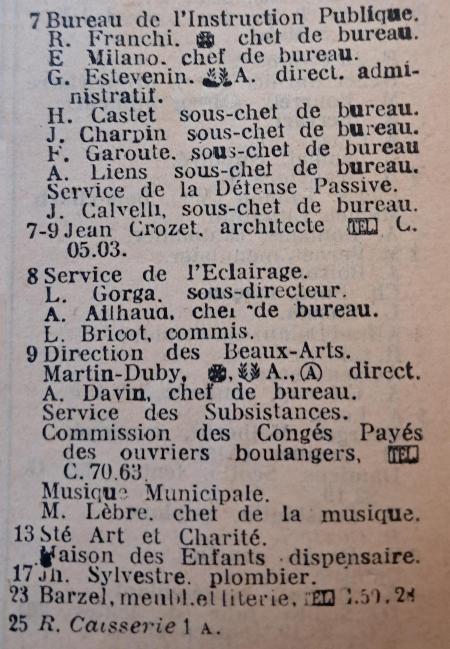 7 Bureau de l'Instruction Publique.
R. Franchi. chef de bureau.
E Milano. chef de bureau.
G. Estevenin. A. direct. admi-
nistratif.
H. Castet sous-chef de bureau.
J. Charpin sous-chef de bureau.
F. Garoute. sous-chef de bureau
A. Liens sous-chef de bureau.
Service de la Défense Passive.
J. Calvelli, sous-chef de bureau.
7-9 Jean Crozet, architecte TEL C.
05.03.
8 Service de l'Eclairage.
L. Gorga, sous-directeur.
A. Ailhaud, chef de bureau.
L. Bricot, commis.
9 Direction des Beaux-Arts.
Martin-Duby, A., A direct.
A. Davin, chef de bureau.
Service des Subsistances.
Commission des Congés Payés
des ouvriers boulangers, TEL
C.70.63
Musique Municipale.
M. Lèbre. chef de la musique.
13 Sté Art et Charité.
Maison des Enfants dispensaire.
17 Jh. Sylvestre. plombier.
23 Barzel, meubl. et literie, TEL
25 R. Caisserie 1 A.